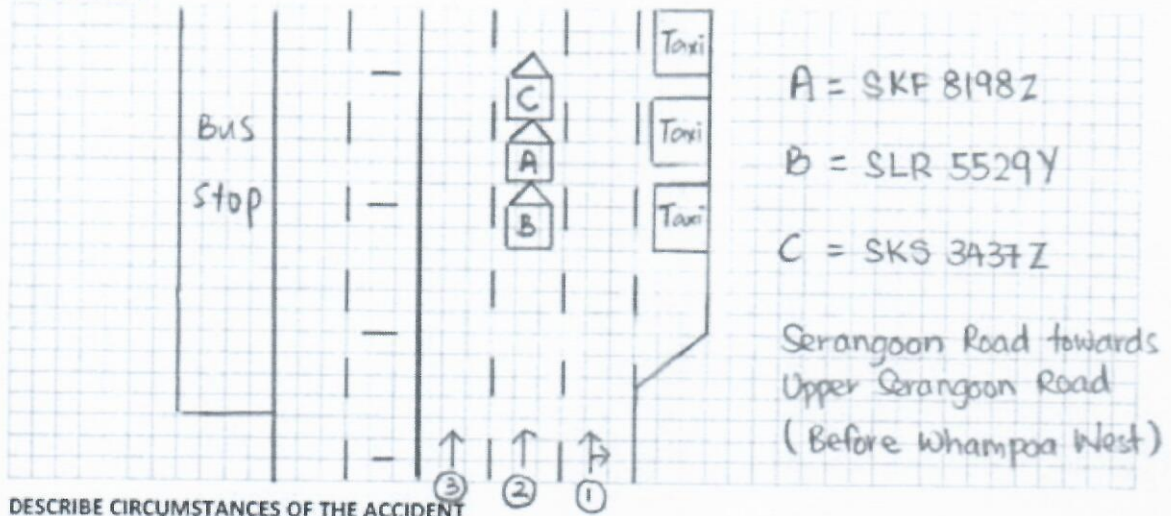 Taxi
Bus
Stop
Taxi
Taxi
C
A
B
A = SKF 8198Z
B = SLR 5529Y
C = SKS 3437Z
Serangoon Road towards
Upper Serangoon Road
(Before Whampoa West)
3 2 1
DESCRIBE CIRCUMSTANCES OF THE ACCIDENT